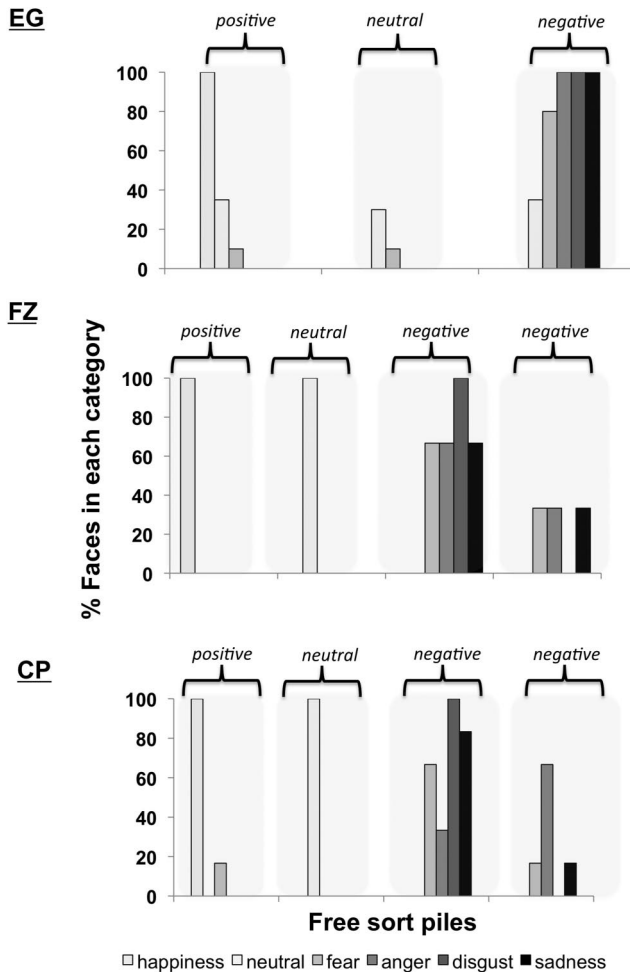 EG
positive neutral negative
100
80
60
40
20
0
FZ
positive neutral negative negative
100
80
60
40
20
0
% Faces in each category
CP
positive neutral negative negative
100
80
60
40
20
0
Free sort piles
happiness neutral fear anger disgust sadness